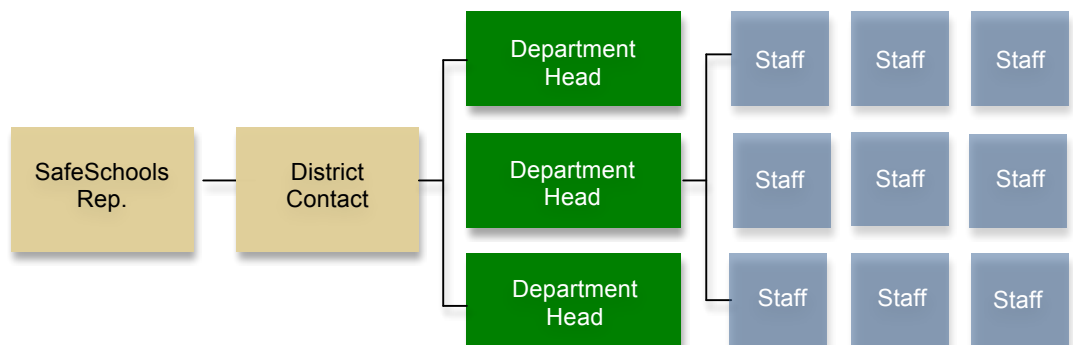 SafeSchools
Rep.
District
Contact
Department
Head
Department
Head
Department
Head
Staff
Staff
Staff
Staff
Staff
Staff
Staff
Staff
Staff